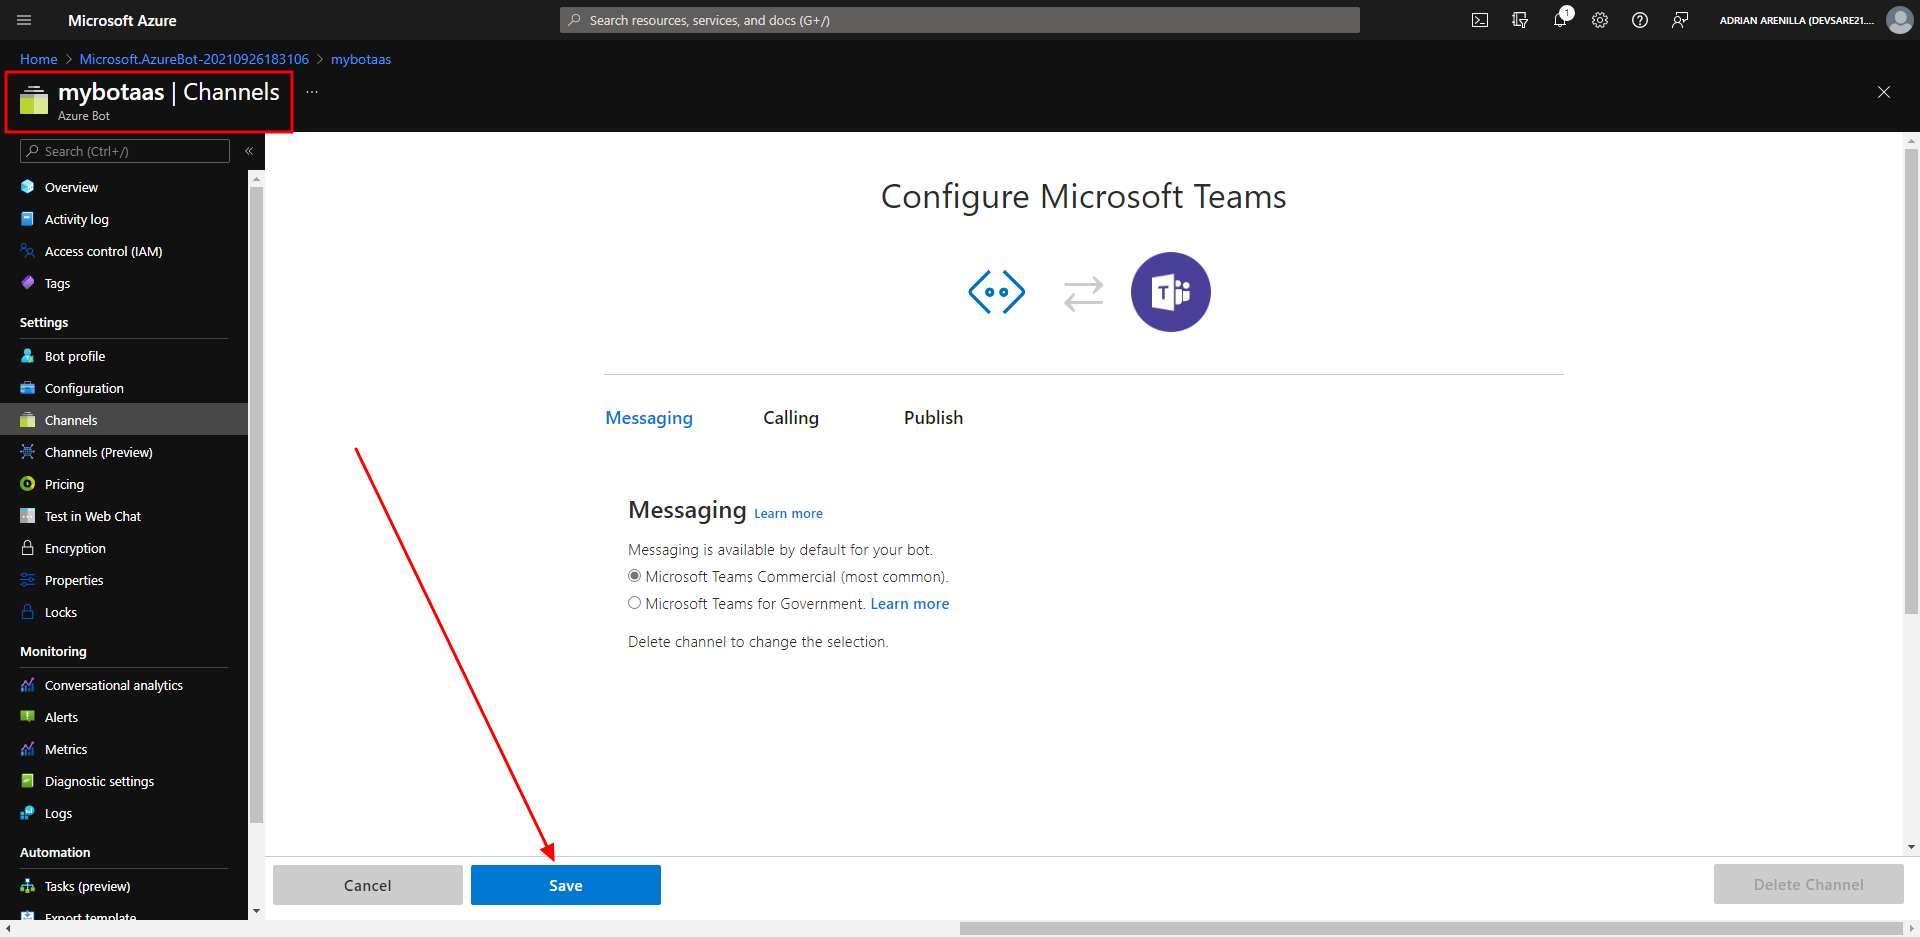 Microsoft Azure
Search resources, services, and docs (G+/)
1
ADRIAN ARENILLA (DEVSARE21....
Home > Microsoft.AzureBot-20210926183106 > mybotaas
mybotaas | Channels ...
Azure Bot
Search (Ctrl+/)
«
Overview
Activity log
Access control (IAM)
Tags
Settings
Bot profile
Configuration
Channels
Channels (Preview)
Pricing
Test in Web Chat
Encryption
Properties
Locks
Monitoring
Conversational analytics
Alerts
Metrics
Diagnostic settings
Logs
Automation
Tasks (preview)
Export template
Configure Microsoft Teams
T
Messaging Calling Publish
Messaging Learn more
Messaging is available by default for your bot.
Microsoft Teams Commercial (most common).
Microsoft Teams for Government. Learn more
Delete channel to change the selection.
Cancel Save Delete Channel